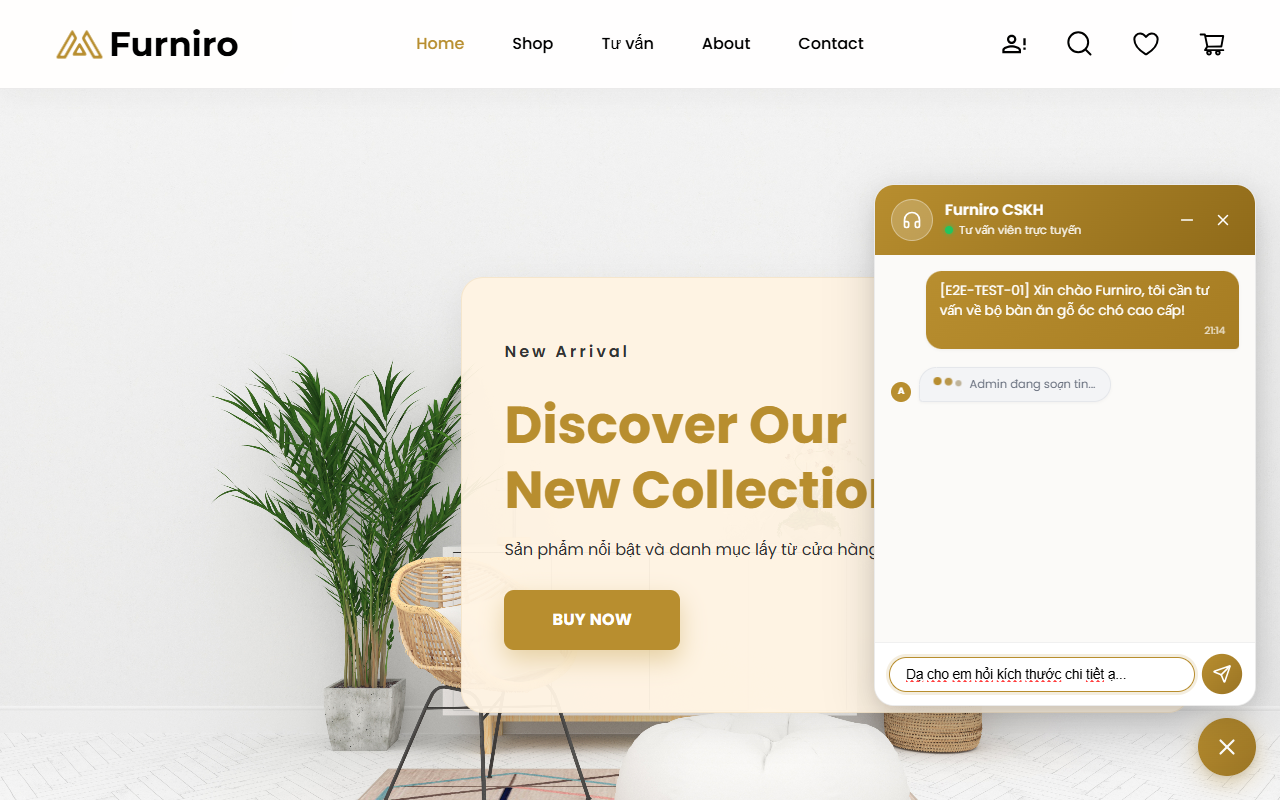 Furniro
Home
Shop
Tư vấn
About
Contact
Furniro CSKH
Tư vấn viên trực tuyến
[E2E-TEST-01] Xin chào Furniro, tôi cần tư
vấn về bộ bàn ăn gỗ óc chó cao cấp!
21:14
A
Admin đang soạn tin...
New Arrival
Discover Our
New Collection
Sản phẩm nổi bật và danh mục lấy từ cửa hàng
BUY NOW
Dạ cho em hỏi kích thước chi tiết ạ...